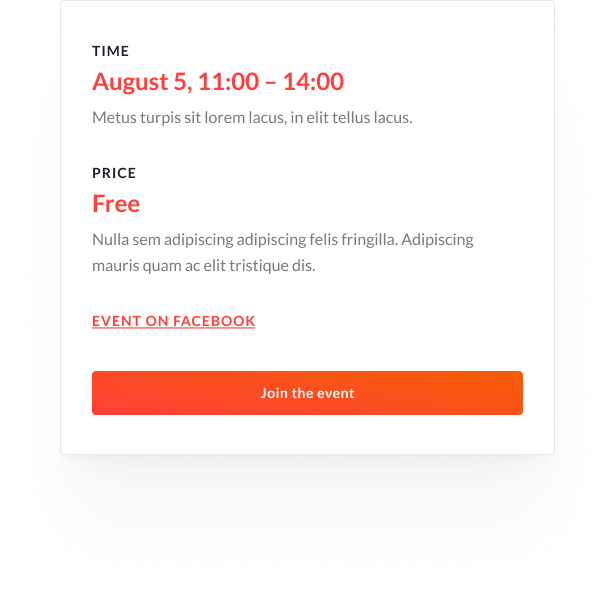 TIME
August 5, 11:00 – 14:00
Metus turpis sit lorem lacus, in elit tellus lacus.
PRICE
Free
Nulla sem adipiscing adipiscing felis fringilla. Adipiscing
mauris quam ac elit tristique dis.
EVENT ON FACEBOOK
Join the event